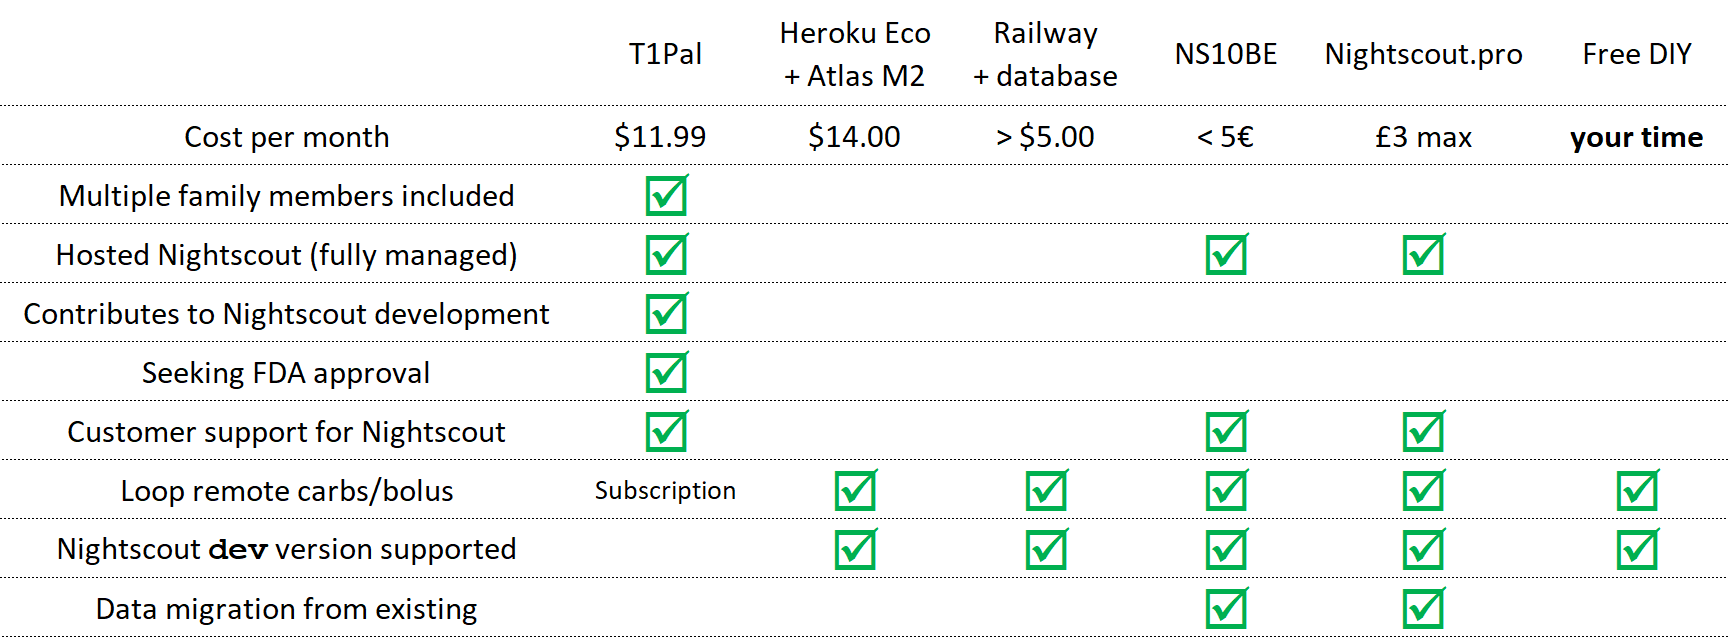 T1Pal
Heroku Eco
+ Atlas M2
Railway
+ database
NS10BE
Nightscout.pro
Free DIY
Cost per month $11.99 $14.00 > $5.00 < 5€ £3 max your time
Multiple family members included
Hosted Nightscout (fully managed)
Contributes to Nightscout development
Seeking FDA approval
Customer support for Nightscout
Loop remote carbs/bolus Subscription
Nightscout dev version supported
Data migration from existing